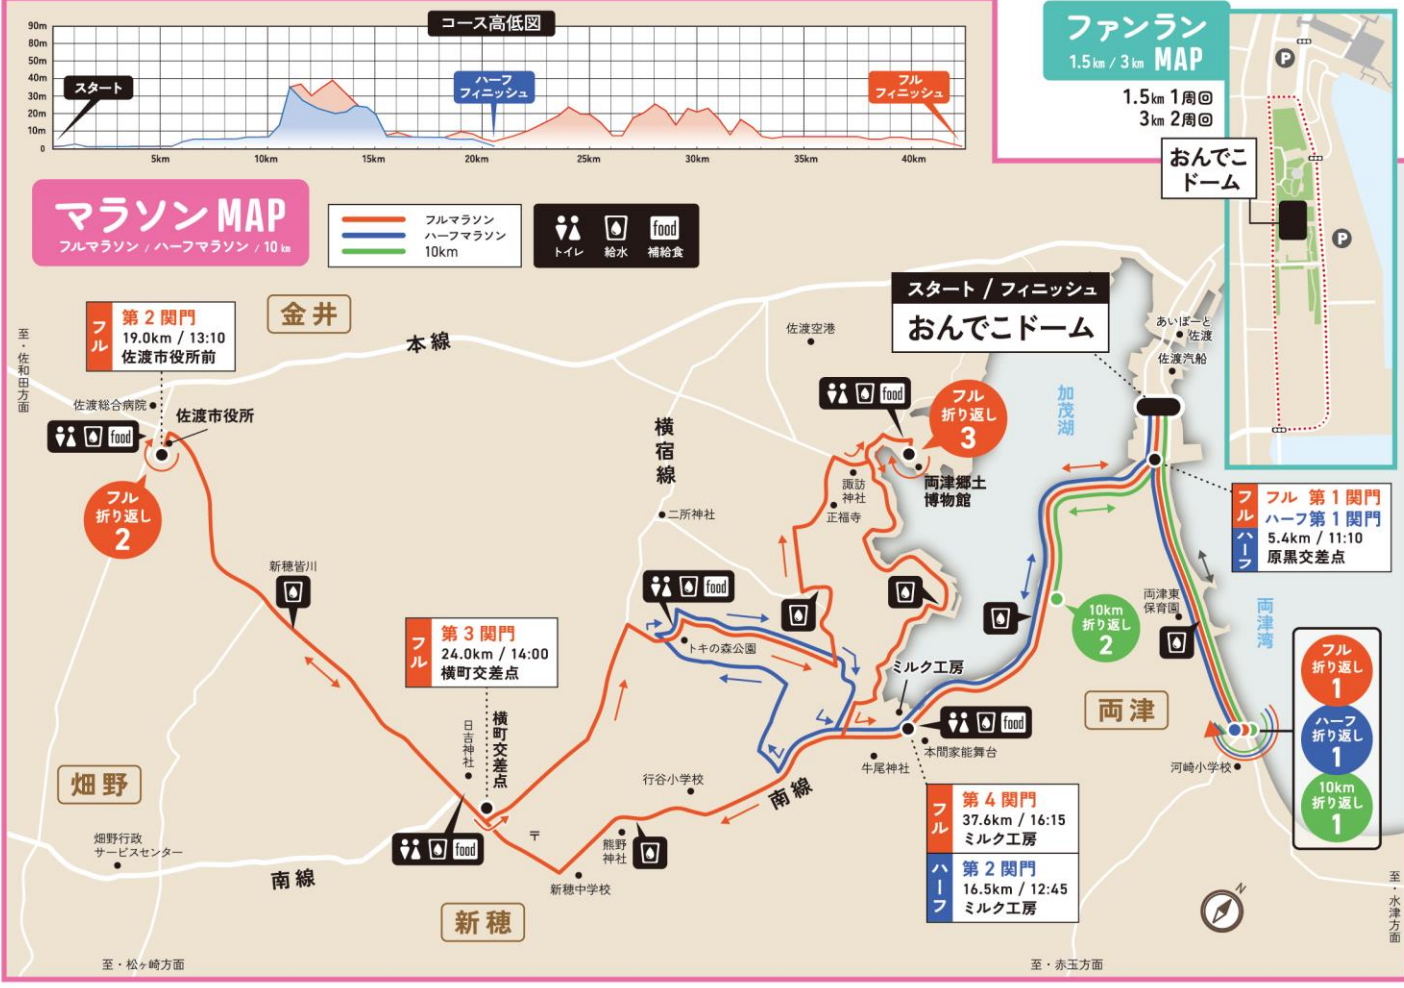 コース高低図
90m
80m
70m
60m
50m
40m
30m
20m
10m
0
スタート
ハーフ
フィニッシュ
フル
フィニッシュ
5km
10km
15km
20km
25km
30km
35km
40km
ファンラン
1.5km / 3km MAP
1.5km 1周回
3km 2周回
おんでこ
ドーム
P
P
マラソン MAP
フルマラソン / ハーフマラソン / 10km
フルマラソン
ハーフマラソン
10km
food
トイレ 給水 補給食
金井
フル
第2関門
19.0km / 13:10
佐渡市役所前
至・佐和田方面
本線
佐渡空港
スタート / フィニッシュ
おんでこドーム
あいぽーと
佐渡
佐渡汽船
加茂湖
佐渡総合病院
佐渡市役所
food
フル
折り返し
2
横宿線
二所神社
food
フル
折り返し
3
両津郷土
博物館
諏訪
神社
正福寺
フル
ハーフ
フル 第1関門
ハーフ第1関門
5.4km / 11:10
原黒交差点
新穂皆川
food
トキの森公園
10km
折り返し
2
両津東
保育園
両津湾
フル
折り返し
1
ハーフ
折り返し
1
10km
折り返し
1
フル
第3関門
24.0km / 14:00
横町交差点
日吉神社
横町交差点
ミルク工房
food
本間家能舞台
牛尾神社
両津
河崎小学校
畑野
行谷小学校
南線
畑野行政
サービスセンター
南線
food
〒
熊野
神社
新穂中学校
新穂
フル
第4関門
37.6km / 16:15
ミルク工房
ハーフ
第2関門
16.5km / 12:45
ミルク工房
N
至・水津方面
至・松ヶ崎方面
至・赤玉方面